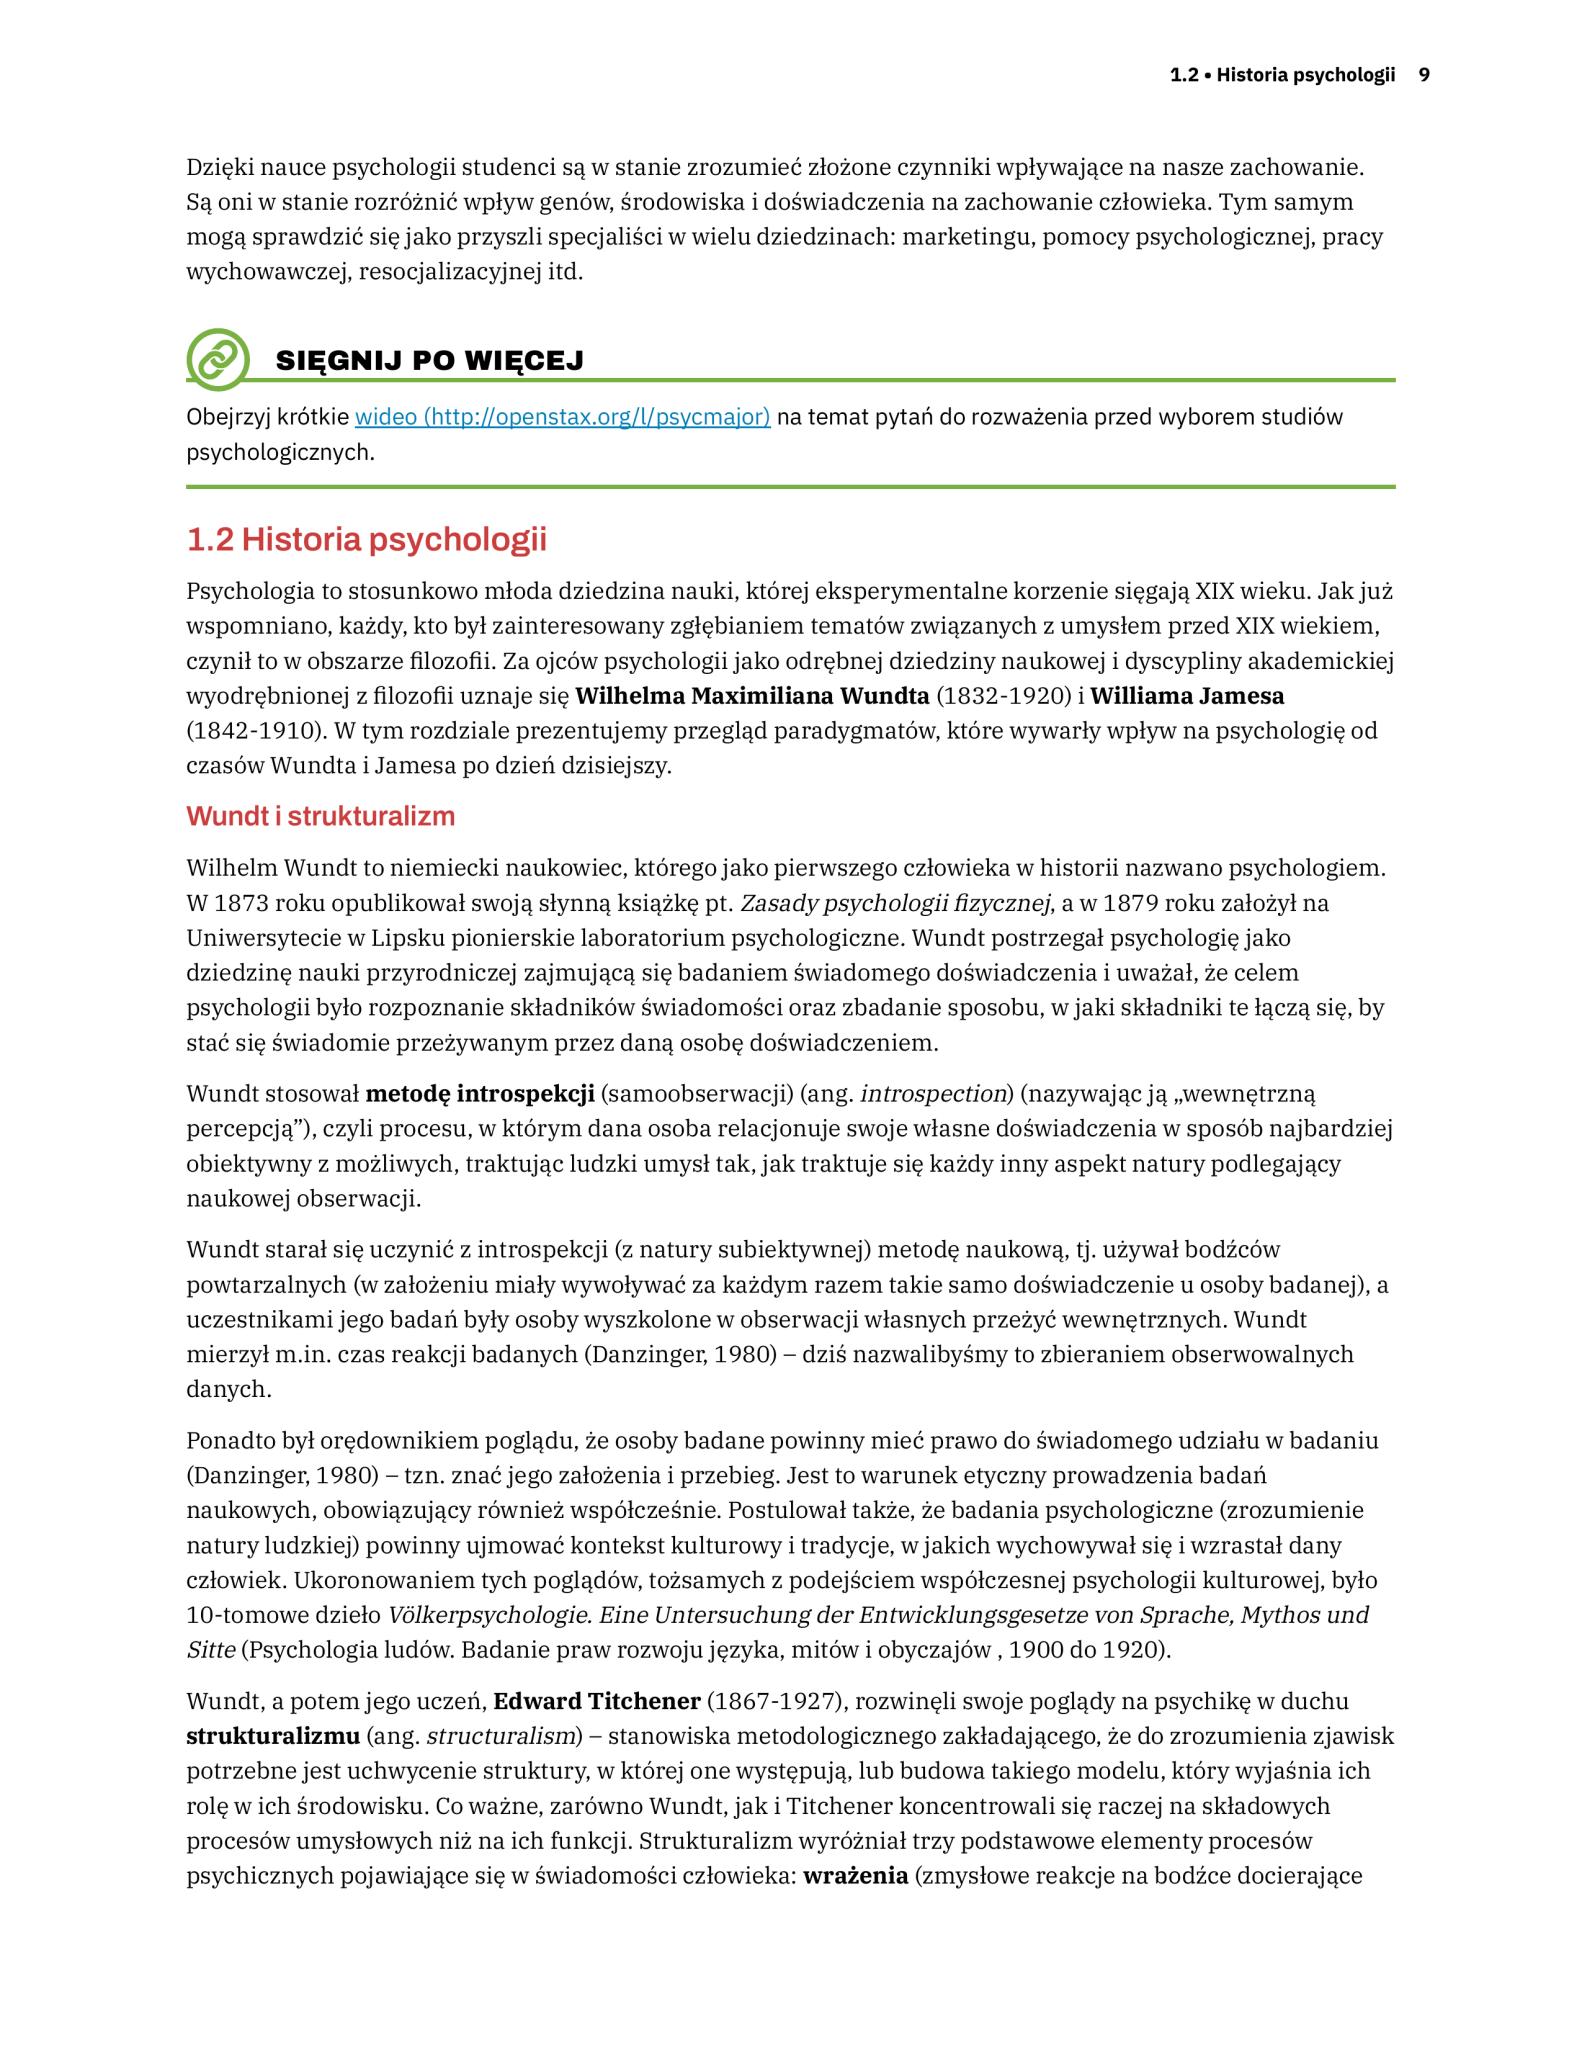 1.2 • Historia psychologii 9
Dzięki nauce psychologii studenci są w stanie zrozumieć złożone czynniki wpływające na nasze zachowanie.
Są oni w stanie rozróżnić wpływ genów, środowiska i doświadczenia na zachowanie człowieka. Tym samym
mogą sprawdzić się jako przyszli specjaliści w wielu dziedzinach: marketingu, pomocy psychologicznej, pracy
wychowawczej, resocjalizacyjnej itd.
SIĘGNIJ PO WIĘCEJ
Obejrzyj krótkie wideo (http://openstax.org/l/psycmajor) na temat pytań do rozważenia przed wyborem studiów
psychologicznych.
1.2 Historia psychologii
Psychologia to stosunkowo młoda dziedzina nauki, której eksperymentalne korzenie sięgają XIX wieku. Jak już
wspomniano, każdy, kto był zainteresowany zgłębianiem tematów związanych z umysłem przed XIX wiekiem,
czynił to w obszarze filozofii. Za ojców psychologii jako odrębnej dziedziny naukowej i dyscypliny akademickiej
wyodrębnionej z filozofii uznaje się Wilhelma Maximiliana Wundta (1832-1920) i Williama Jamesa
(1842-1910). W tym rozdziale prezentujemy przegląd paradygmatów, które wywarły wpływ na psychologię od
czasów Wundta i Jamesa po dzień dzisiejszy.
Wundt i strukturalizm
Wilhelm Wundt to niemiecki naukowiec, którego jako pierwszego człowieka w historii nazwano psychologiem.
W 1873 roku opublikował swoją słynną książkę pt. Zasady psychologii fizycznej, a w 1879 roku założył na
Uniwersytecie w Lipsku pionierskie laboratorium psychologiczne. Wundt postrzegał psychologię jako
dziedzinę nauki przyrodniczej zajmującą się badaniem świadomego doświadczenia i uważał, że celem
psychologii było rozpoznanie składników świadomości oraz zbadanie sposobu, w jaki składniki te łączą się, by
stać się świadomie przeżywanym przez daną osobę doświadczeniem.
Wundt stosował metodę introspekcji (samoobserwacji) (ang. introspection) (nazywając ją „wewnętrzną
percepcją”), czyli procesu, w którym dana osoba relacjonuje swoje własne doświadczenia w sposób najbardziej
obiektywny z możliwych, traktując ludzki umysł tak, jak traktuje się każdy inny aspekt natury podlegający
naukowej obserwacji.
Wundt starał się uczynić z introspekcji (z natury subiektywnej) metodę naukową, tj. używał bodźców
powtarzalnych (w założeniu miały wywoływać za każdym razem takie samo doświadczenie u osoby badanej), a
uczestnikami jego badań były osoby wyszkolone w obserwacji własnych przeżyć wewnętrznych. Wundt
mierzył m.in. czas reakcji badanych (Danzinger, 1980) – dziś nazwalibyśmy to zbieraniem obserwowalnych
danych.
Ponadto był orędownikiem poglądu, że osoby badane powinny mieć prawo do świadomego udziału w badaniu
(Danzinger, 1980) – tzn. znać jego założenia i przebieg. Jest to warunek etyczny prowadzenia badań
naukowych, obowiązujący również współcześnie. Postulował także, że badania psychologiczne (zrozumienie
natury ludzkiej) powinny ujmować kontekst kulturowy i tradycje, w jakich wychowywał się i wzrastał dany
człowiek. Ukoronowaniem tych poglądów, tożsamych z podejściem współczesnej psychologii kulturowej, było
10-tomowe dzieło Völkerpsychologie. Eine Untersuchung der Entwicklungsgesetze von Sprache, Mythos und
Sitte (Psychologia ludów. Badanie praw rozwoju języka, mitów i obyczajów , 1900 do 1920).
Wundt, a potem jego uczeń, Edward Titchener (1867-1927), rozwinęli swoje poglądy na psychikę w duchu
strukturalizmu (ang. structuralism) – stanowiska metodologicznego zakładającego, że do zrozumienia zjawisk
potrzebne jest uchwycenie struktury, w której one występują, lub budowa takiego modelu, który wyjaśnia ich
rolę w ich środowisku. Co ważne, zarówno Wundt, jak i Titchener koncentrowali się raczej na składowych
procesów umysłowych niż na ich funkcji. Strukturalizm wyróżniał trzy podstawowe elementy procesów
psychicznych pojawiające się w świadomości człowieka: wrażenia (zmysłowe reakcje na bodźce docierające